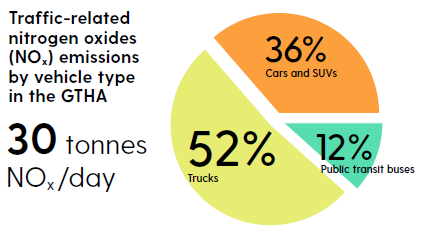 Traffic-related
nitrogen oxides
(NOₓ) emissions
by vehicle type
in the GTHA
30 tonnes
NOₓ/day
36%
Cars and SUVs
52%
Trucks
12%
Public transit buses